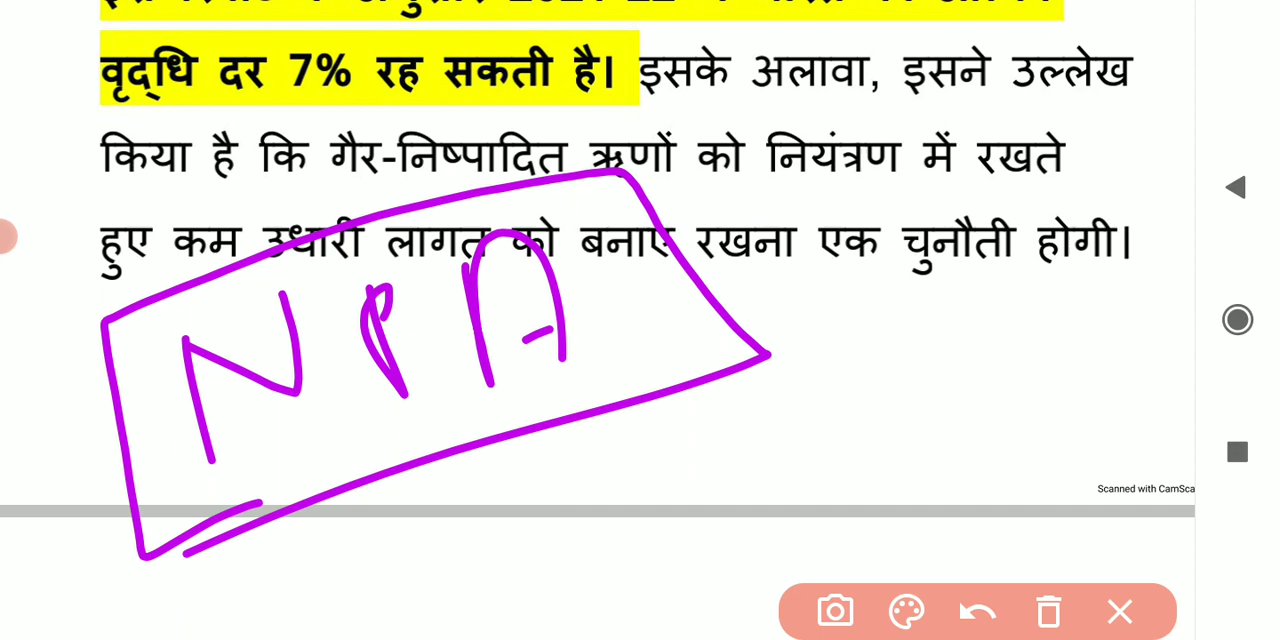 वृद्धि दर 7% रह सकती है। इसके अलावा, इसने उल्लेख
किया है कि गैर-निष्पादित ऋणों को नियंत्रण में रखते
हुए कम उधारी लागत को बनाए रखना एक चुनौती होगी।
NPA
Scanned with CamSca